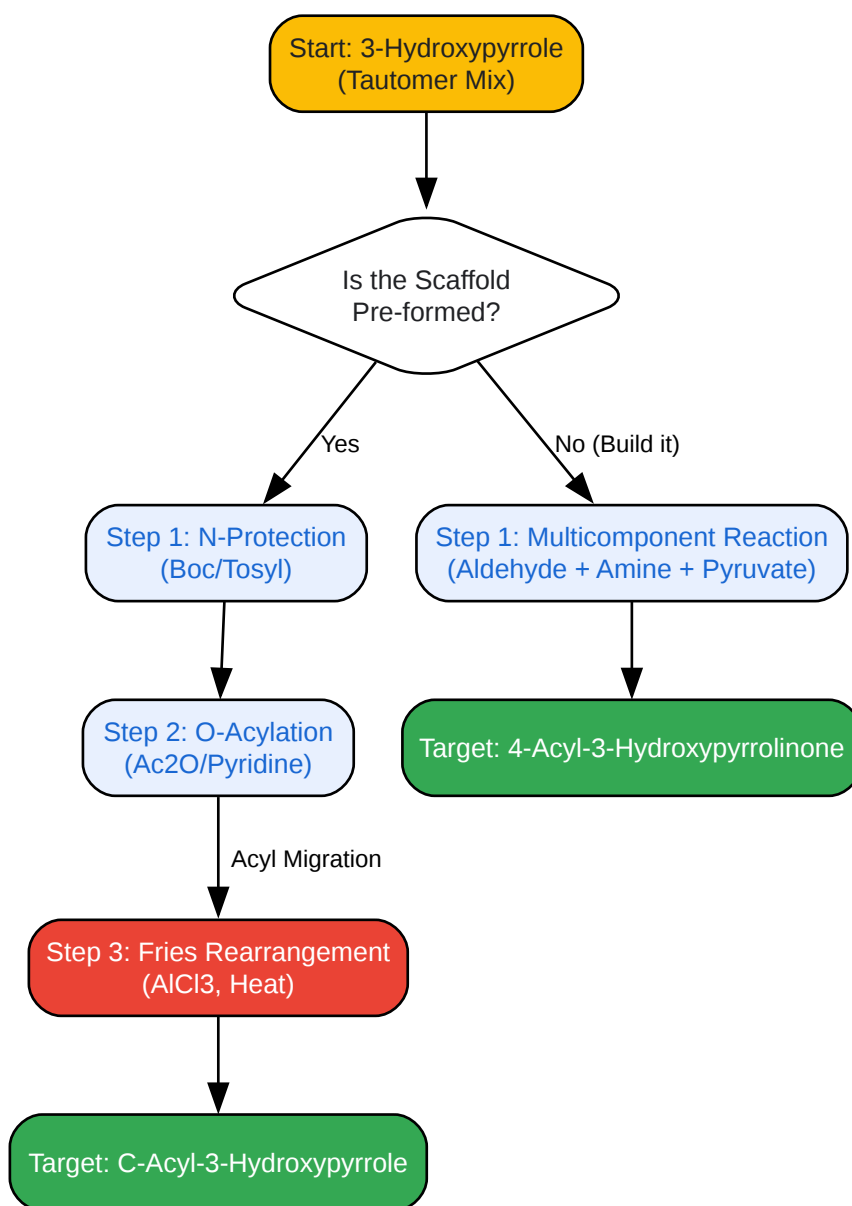 Start: 3-Hydroxypyrrole
(Tautomer Mix)
Is the Scaffold
Pre-formed?
Yes
No (Build it)
Step 1: N-Protection
(Boc/Tosyl)
Step 1: Multicomponent Reaction
(Aldehyde + Amine + Pyruvate)
Step 2: O-Acylation
(Ac2O/Pyridine)
Target: 4-Acyl-3-Hydroxypyrrolinone
Acyl Migration
Step 3: Fries Rearrangement
(AlCl3, Heat)
Target: C-Acyl-3-Hydroxypyrrole